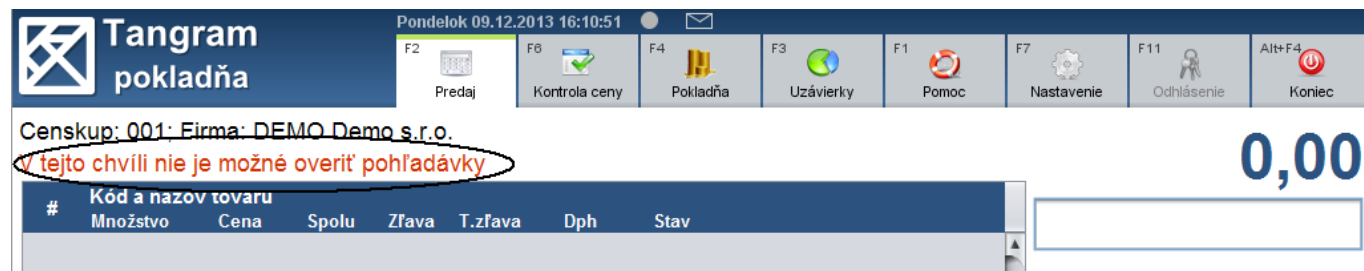 Tangram
pokladňa
Pondelok 09.12.2013 16:10:51
F2 Predaj
F6 Kontrola ceny
F4 Pokladňa
F3 Uzávierky
F1 Pomoc
F7 Nastavenie
F11 Odhlásenie
Alt+F4 Koniec
Censkup: 001; Firma: DEMO Demo s.r.o.
V tejto chvíli nie je možné overiť pohľadávky
0,00
# Kód a názov tovaru
Množstvo Cena Spolu Zľava T.zľava Dph Stav